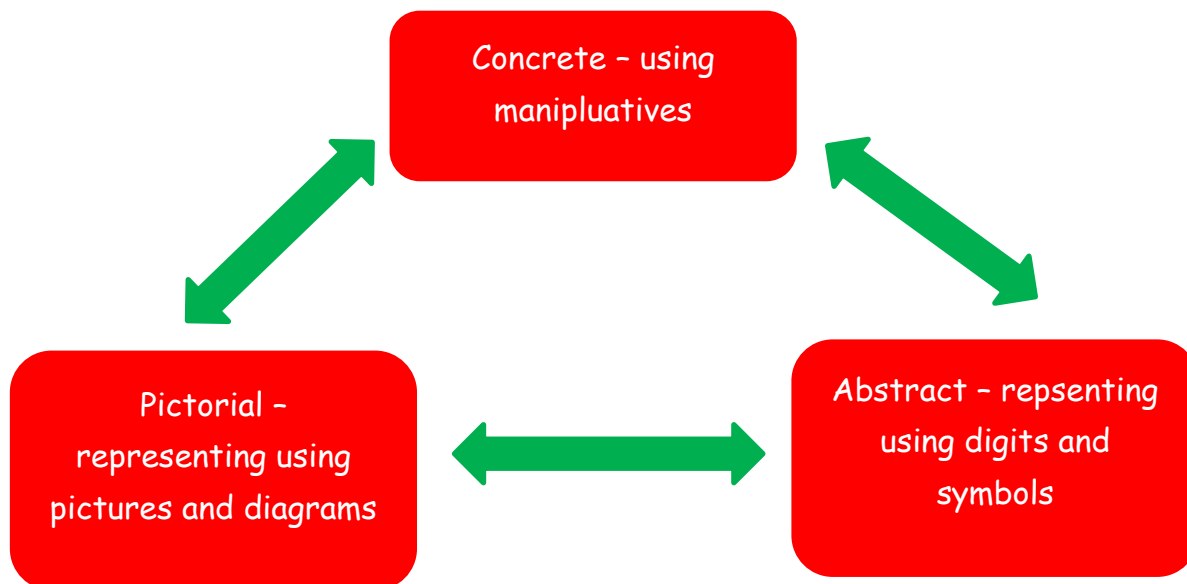 Concrete – using
manipluatives
Pictorial –
representing using
pictures and diagrams
Abstract – repsenting
using digits and
symbols